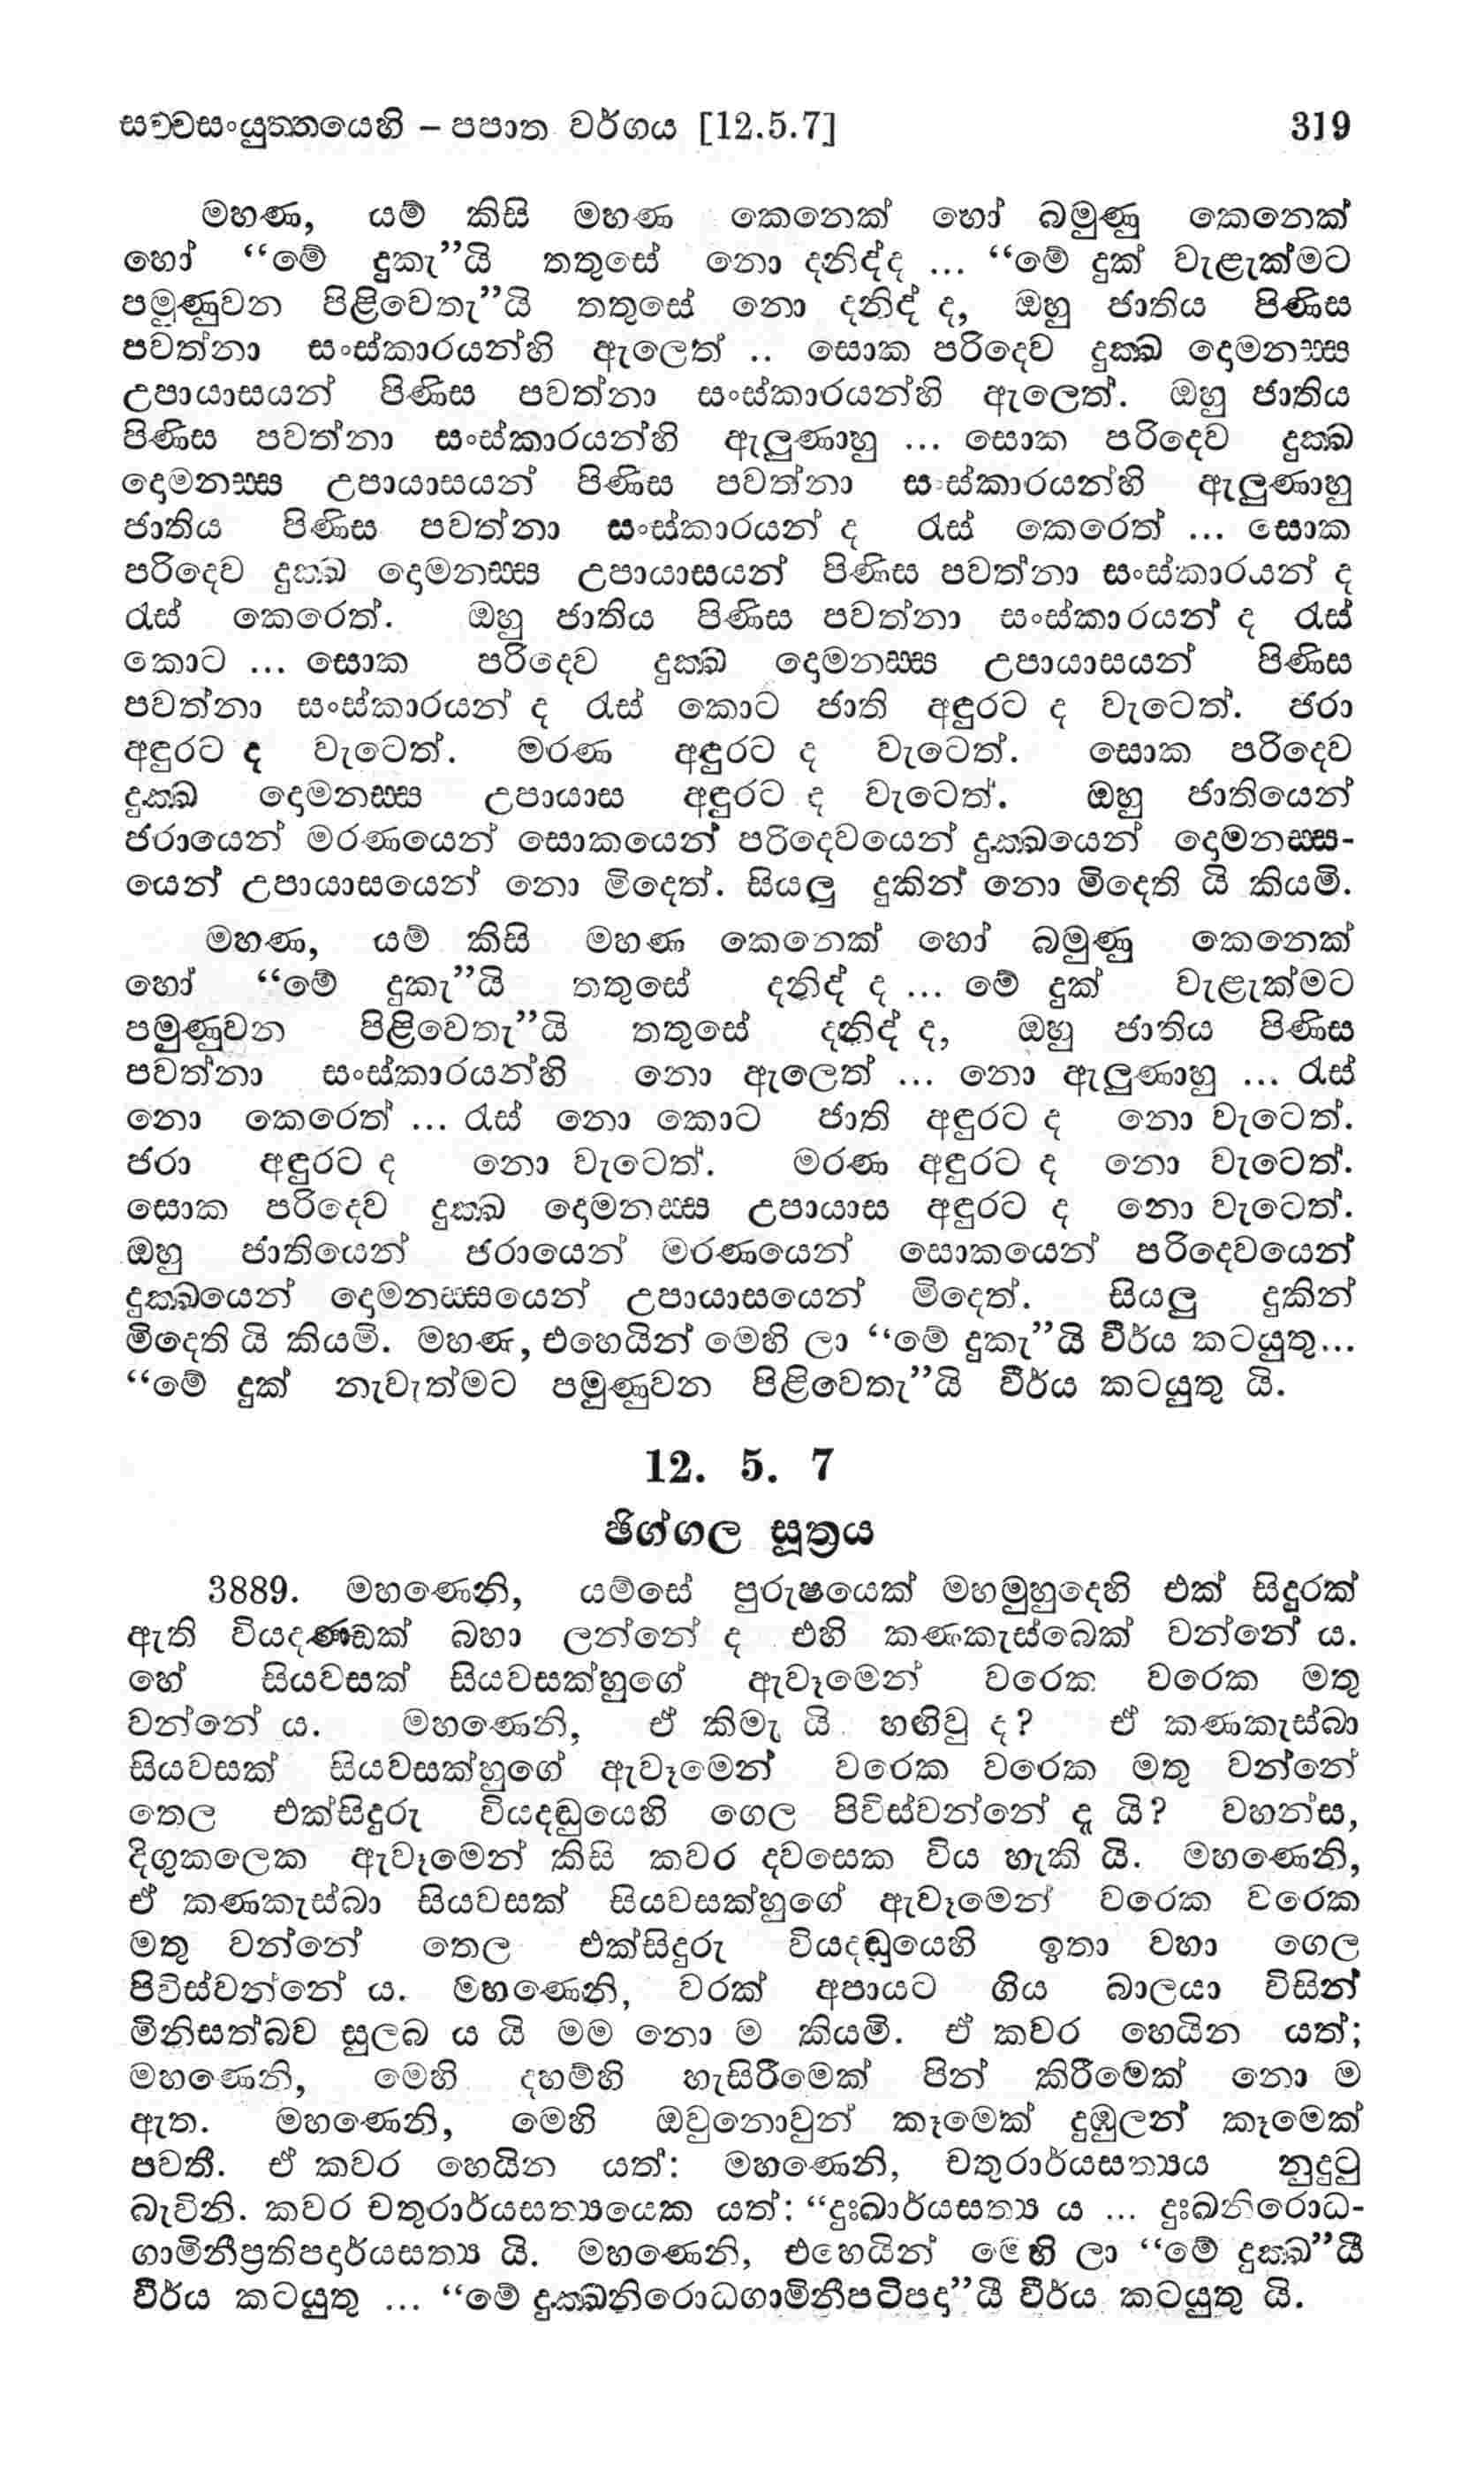 සච්චසංයුත්තයෙහි – පපාත වර්ගය [12.5.7] 319
මහණ, යම් කිසි මහණ කෙනෙක් හෝ බමුණු කෙනෙක්
හෝ “මේ දුකැ”යි තතුසේ නො දනිද්ද ... “මේ දුක් වැළැක්මට
පමුණුවන පිළිවෙතැ”යි තතුසේ නො දනිද් ද, ඔහු ජාතිය පිණිස
පවත්නා සංස්කාරයන්හි ඇලෙත් .. සොක පරිදෙව දුක්ඛ දොමනස්ස
උපායාසයන් පිණිස පවත්නා සංස්කාරයන්හි ඇලෙත්. ඔහු ජාතිය
පිණිස පවත්නා සංස්කාරයන්හි ඇලුණාහු ... සොක පරිදෙව දුක්ඛ
දොමනස්ස උපායාසයන් පිණිස පවත්නා සංස්කාරයන්හි ඇලුණාහු
ජාතිය පිණිස පවත්නා සංස්කාරයන් ද රැස් කෙරෙත් ... සොක
පරිදෙව දුක්ඛ දොමනස්ස උපායාසයන් පිණිස පවත්නා සංස්කාරයන් ද
රැස් කෙරෙත්. ඔහු ජාතිය පිණිස පවත්නා සංස්කාරයන් ද රැස්
කොට ... සොක පරිදෙව දුක්ඛ දොමනස්ස උපායාසයන් පිණිස
පවත්නා සංස්කාරයන් ද රැස් කොට ජාති අඳුරට ද වැටෙත්. ජරා
අඳුරට ද වැටෙත්. මරණ අඳුරට ද වැටෙත්. සොක පරිදෙව
දුක්ඛ දොමනස්ස උපායාස අඳුරට ද වැටෙත්. ඔහු ජාතියෙන්
ජරායෙන් මරණයෙන් සොකයෙන් පරිදෙවයෙන් දුක්ඛයෙන් දොමනස්ස-
යෙන් උපායාසයෙන් නො මිදෙත්. සියලු දුකින් නො මිදෙති යි කියමි.
මහණ, යම් කිසි මහණ කෙනෙක් හෝ බමුණු කෙනෙක්
හෝ “මේ දුකැ”යි තතුසේ දනිද් ද ... මේ දුක් වැළැක්මට
පමුණුවන පිළිවෙතැ”යි තතුසේ දනිද් ද, ඔහු ජාතිය පිණිස
පවත්නා සංස්කාරයන්හි නො ඇලෙත් ... නො ඇලුණාහු ... රැස්
නො කෙරෙත් ... රැස් නො කොට ජාති අඳුරට ද නො වැටෙත්.
ජරා අඳුරට ද නො වැටෙත්. මරණ අඳුරට ද නො වැටෙත්.
සොක පරිදෙව දුක්ඛ දොමනස්ස උපායාස අඳුරට ද නො වැටෙත්.
ඔහු ජාතියෙන් ජරායෙන් මරණයෙන් සොකයෙන් පරිදෙවයෙන්
දුක්ඛයෙන් දොමනස්සයෙන් උපායාසයෙන් මිදෙත්. සියලු දුකින්
මිදෙති යි කියමි. මහණ, එහෙයින් මෙහි ලා “මේ දුකැ”යි වීර්ය කටයුතු...
“මේ දුක් නැවැත්මට පමුණුවන පිළිවෙතැ”යි වීර්ය කටයුතු යි.
12. 5. 7
ඡිග්ගල සූත්‍රය
3889. මහණෙනි, යම්සේ පුරුෂයෙක් මහමුහුදෙහි එක් සිදුරක්
ඇති වියදණ්ඩක් බහා ලන්නේ ද එහි කණකැස්බෙක් වන්නේ ය.
හේ සියවසක් සියවසක්හුගේ ඇවෑමෙන් වරෙක වරෙක මතු
වන්නේ ය. මහණෙනි, ඒ කිමැ යි හඟිවු ද? ඒ කණකැස්බා
සියවසක් සියවසක්හුගේ ඇවෑමෙන් වරෙක වරෙක මතු වන්නේ
තෙල එක්සිදුරු වියදඬුයෙහි ගෙල පිවිස්වන්නේ දැ යි? වහන්ස,
දිගුකලෙක ඇවෑමෙන් කිසි කවර දවසෙක විය හැකි යි. මහණෙනි,
ඒ කණකැස්බා සියවසක් සියවසක්හුගේ ඇවෑමෙන් වරෙක වරෙක
මතු වන්නේ තෙල එක්සිදුරු වියදඬුයෙහි ඉතා වහා ගෙල
පිවිස්වන්නේ ය. මහණෙනි, වරක් අපායට ගිය බාලයා විසින්
මිනිසත්බව සුලබ ය යි මම නො ම කියමි. ඒ කවර හෙයින යත්;
මහණෙනි, මෙහි දහම්හි හැසිරීමෙක් පින් කිරීමෙක් නො ම
ඇත. මහණෙනි, මෙහි ඔවුනොවුන් කෑමෙක් දුඹුලන් කෑමෙක්
පවතී. ඒ කවර හෙයින යත්: මහණෙනි, චතුරාර්යසත්‍යය නුදුටු
බැවිනි. කවර චතුරාර්යසත්‍යයෙක යත්: “දුඃඛාර්යසත්‍ය ය ... දුඃඛනිරොධ-
ගාමිනීප්‍රතිපදාර්යසත්‍ය යි. මහණෙනි, එහෙයින් මෙහි ලා “මේ දුක්ඛ”යී
වීර්ය කටයුතු ... “මේ දුක්ඛනිරොධගාමිනීපටිපදා”යී වීර්ය කටයුතු යි.